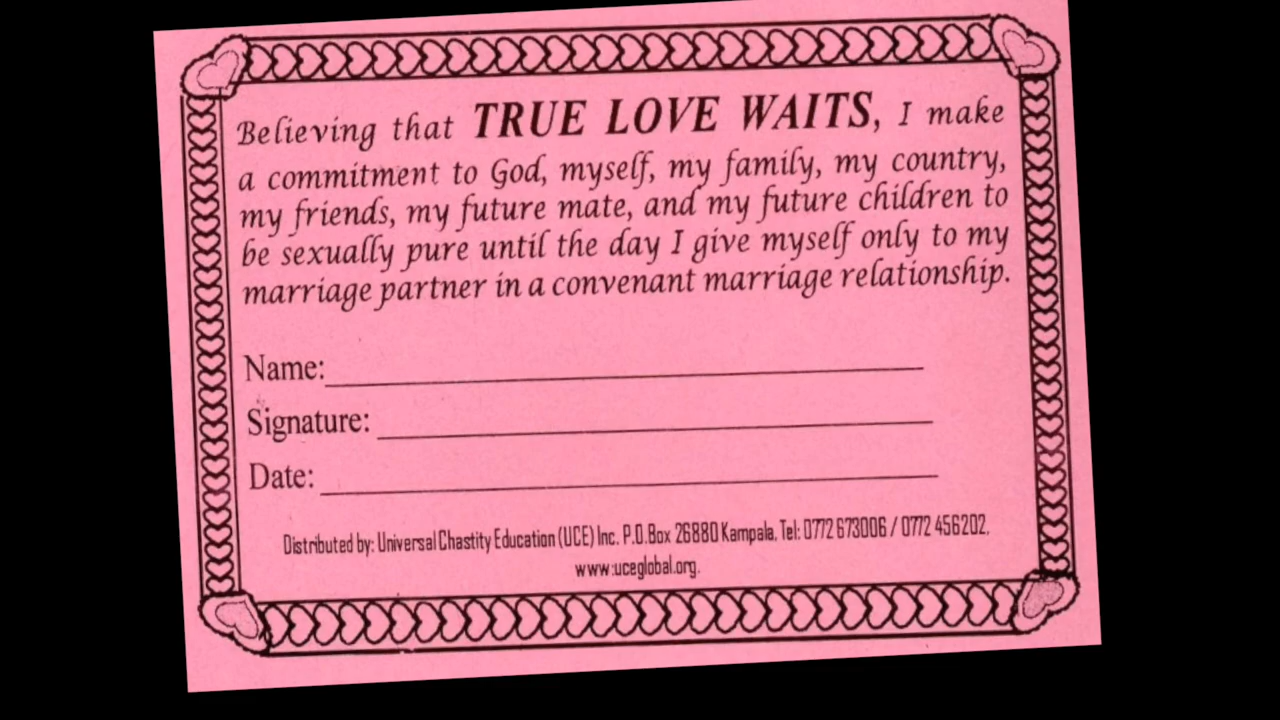 Believing that TRUE LOVE WAITS, I make
a commitment to God, myself, my family, my country,
my friends, my future mate, and my future children to
be sexually pure until the day I give myself only to my
marriage partner in a convenant marriage relationship.
Name:
Signature:
Date:
Distributed by: Universal Chastity Education (UCE) Inc. P.O.Box 26880 Kampala, Tel: 0772 673006 / 0772 456202,
www:uceglobal.org.